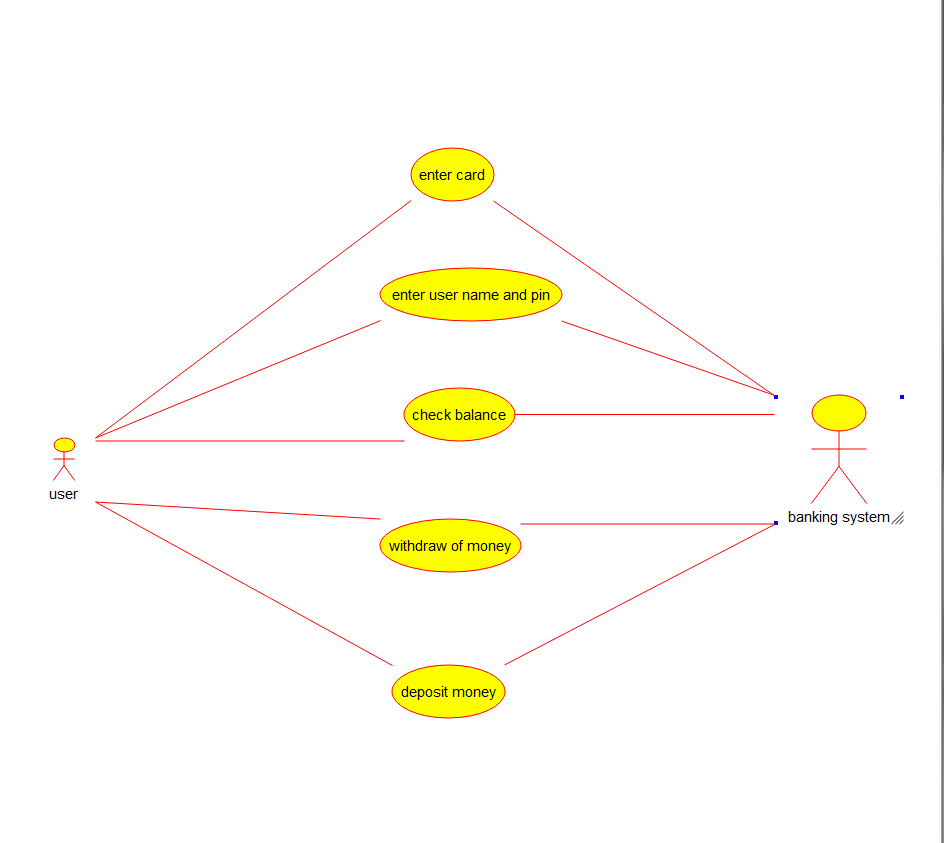 enter card
enter user name and pin
check balance
user
banking system
withdraw of money
deposit money